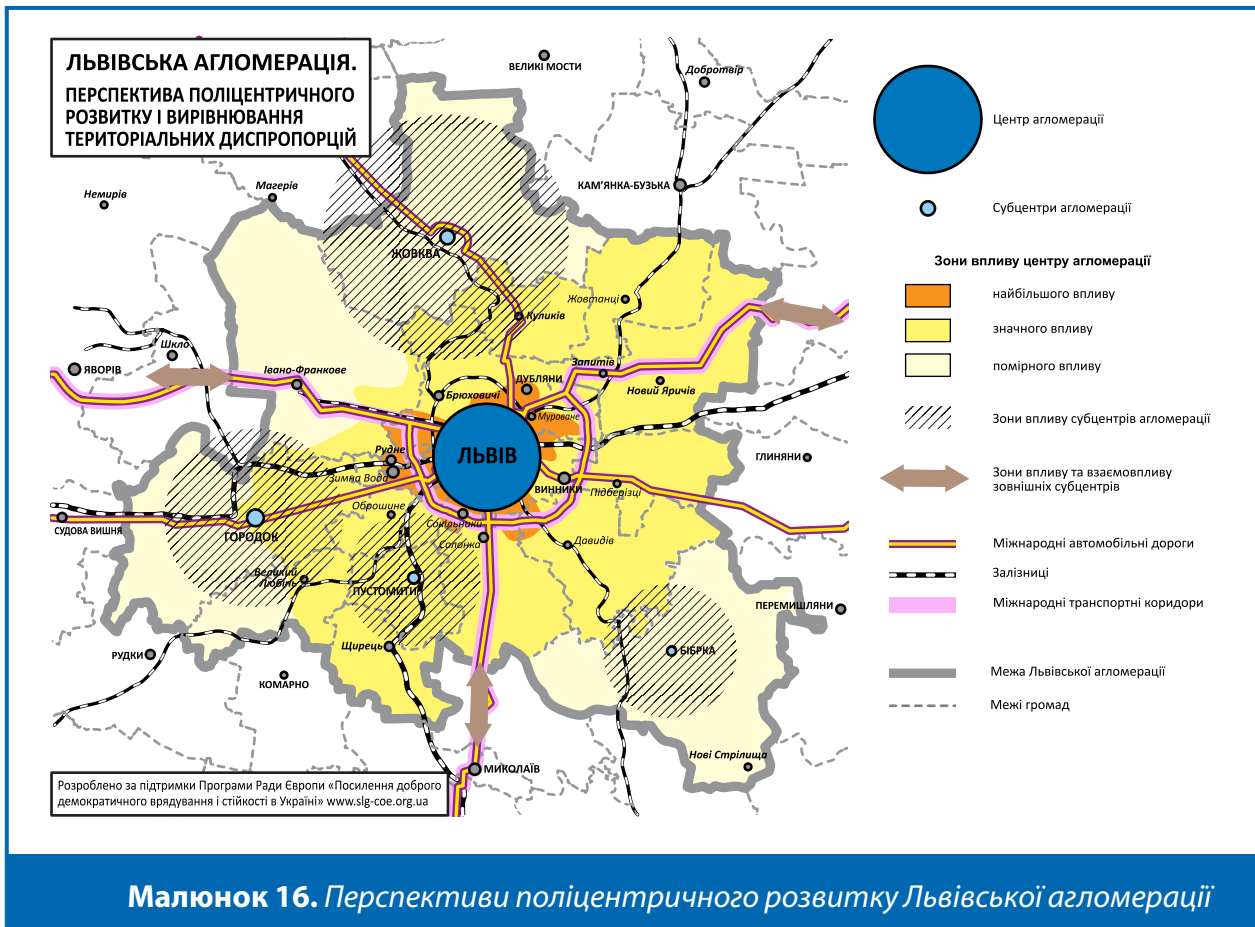 ЛЬВІВСЬКА АГЛОМЕРАЦІЯ.
ПЕРСПЕКТИВА ПОЛІЦЕНТРИЧНОГО
РОЗВИТКУ І ВИРІВНЮВАННЯ
ТЕРИТОРІАЛЬНИХ ДИСПРОПОРЦІЙ
ВЕЛИКІ МОСТИ
Добротвір
КАМ’ЯНКА-БУЗЬКА
Магерів
Немирів
ЖОВКВА
Жовтанці
Куликів
Шкло
ЯВОРІВ
Івано-Франкове
Запитів
ДУБЛЯНИ
Новий Яричів
Брюховичі
Муроване
ЛЬВІВ
Рудне
Зимна Вода
ГЛИНЯНИ
ВИННИКИ
Підберізці
Оброшине
Сокільники
СУДОВА ВИШНЯ
ГОРОДОК
Солонка
Давидів
Великий
Любінь
ПУСТОМИТИ
ПЕРЕМИШЛЯНИ
Щирець
БІБРКА
РУДКИ
КОМАРНО
Нові Стрілища
МИКОЛАЇВ
Розроблено за підтримки Програми Ради Європи «Посилення доброго
демократичного врядування і стійкості в Україні» www.slg-coe.org.ua
Центр агломерації
Субцентри агломерації
Зони впливу центру агломерації
найбільшого впливу
значного впливу
помірного впливу
Зони впливу субцентрів агломерації
Зони впливу та взаємовпливу
зовнішніх субцентрів
Міжнародні автомобільні дороги
Залізниці
Міжнародні транспортні коридори
Межа Львівської агломерації
Межі громад
Малюнок 16. Перспективи поліцентричного розвитку Львівської агломерації